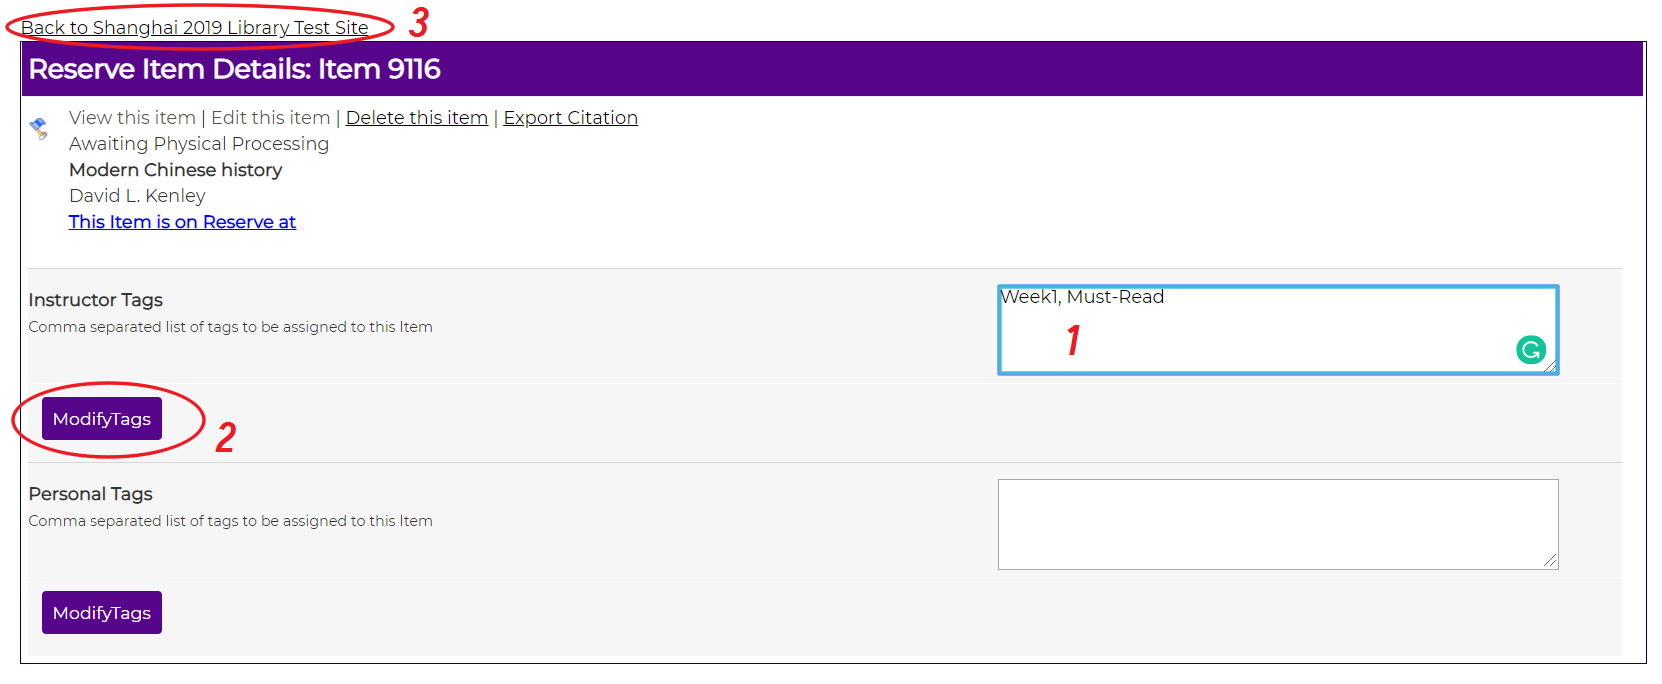 Back to Shanghai 2019 Library Test Site 3
Reserve Item Details: Item 9116
View this item | Edit this item | Delete this item | Export Citation
Awaiting Physical Processing
Modern Chinese history
David L. Kenley
This Item is on Reserve at
Instructor Tags
Comma separated list of tags to be assigned to this Item
Week1, Must-Read
1
ModifyTags
2
Personal Tags
Comma separated list of tags to be assigned to this Item
ModifyTags